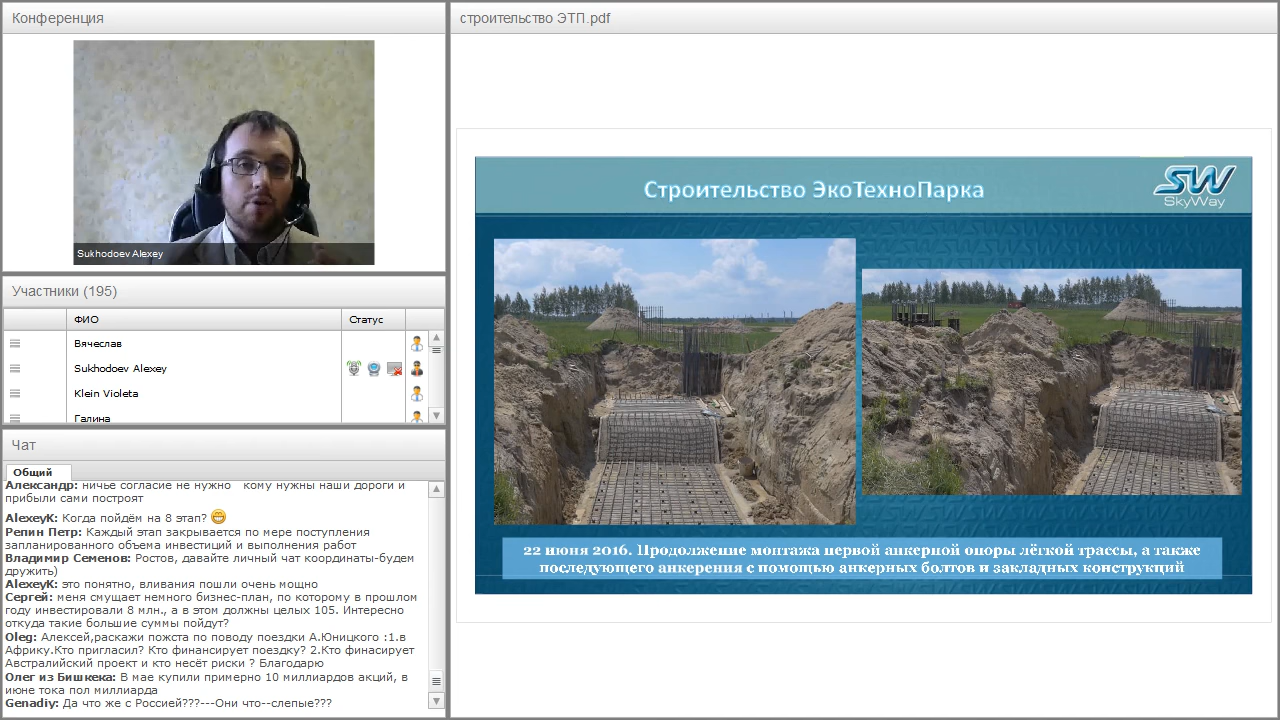 Конференция
Sukhodoev Alexey
Участники (195)
ФИО
Статус
Вячеслав
Sukhodoev Alexey
Klein Violeta
Галина
Чат
Общий
Александр: ничье согласие не нужно кому нужны наши дороги и
прибыли сами построят
AlexeyK: Когда пойдём на 8 этап?
Репин Петр: Каждый этап закрывается по мере поступления
запланированного объема инвестиций и выполнения работ
Владимир Семенов: Ростов, давайте личный чат координаты-будем
дружить)
AlexeyK: это понятно, вливания пошли очень мощно
Сергей: меня смущает немного бизнес-план, по которому в прошлом
году инвестировали 8 млн., а в этом должны целых 105. Интересно
откуда такие большие суммы пойдут?
Oleg: Алексей,раскажи пожста по поводу поездки А.Юницкого :1.в
Африку.Кто пригласил? Кто финансирует поездку? 2.Кто финасирует
Австралийский проект и кто несёт риски ? Благодарю
Олег из Бишкека: В мае купили примерно 10 миллиардов акций, в
июне тока пол миллиарда
Genadiy: Да что же с Россией???---Они что--слепые???
строительство ЭТП.pdf
Строительство ЭкоТехноПарка
SW
SkyWay
22 июня 2016. Продолжение монтажа первой анкерной опоры лёгкой трассы, а также
последующего анкерения с помощью анкерных болтов и закладных конструкций